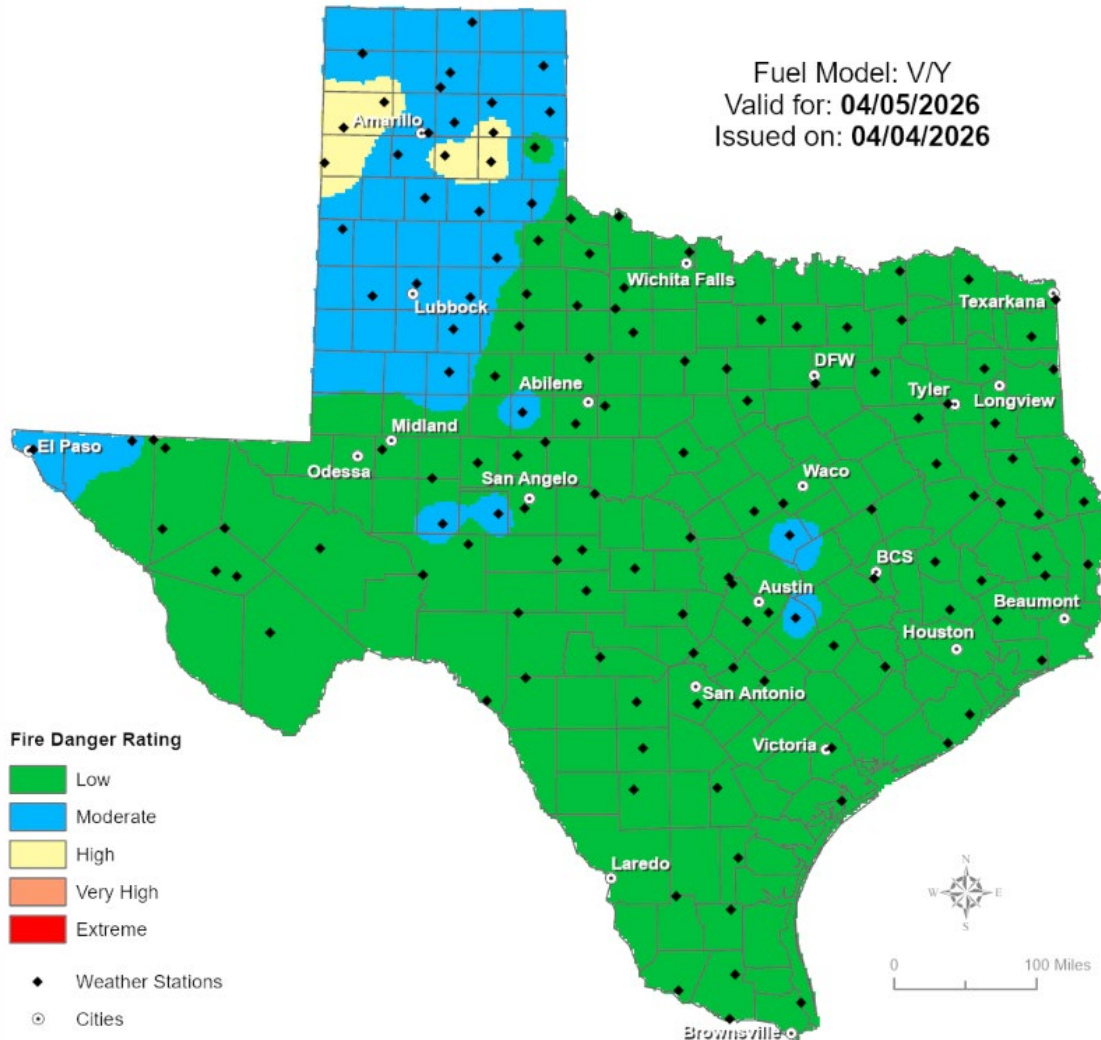 Fuel Model: V/Y
Valid for: 04/05/2026
Issued on: 04/04/2026
Amarillo
Wichita Falls
Lubbock
Texarkana
DFW
Abilene
Tyler
Longview
Midland
El Paso
Odessa
San Angelo
Waco
BCS
Austin
Beaumont
Houston
San Antonio
Victoria
Laredo
Brownsville
Fire Danger Rating
Low
Moderate
High
Very High
Extreme
Weather Stations
Cities
N
W E
S
0 100 Miles